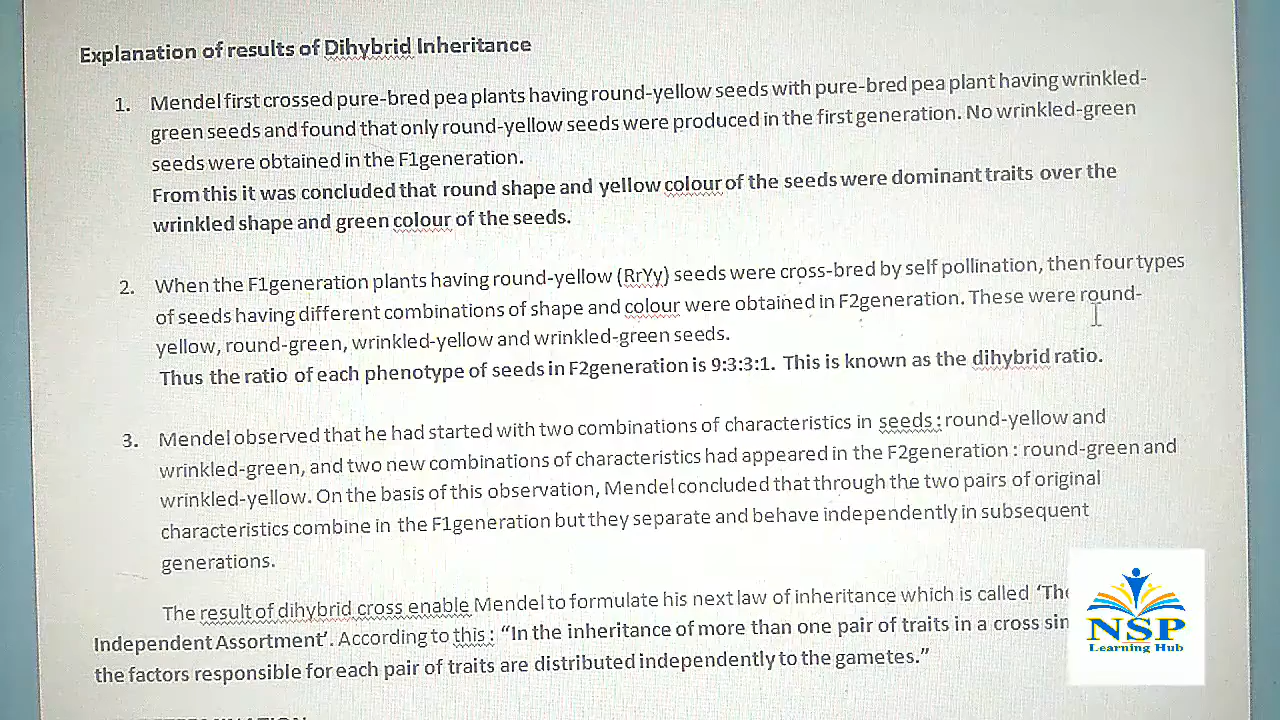 Explanation of results of Dihybrid Inheritance
1. Mendel first crossed pure-bred pea plants having round-yellow seeds with pure-bred pea plant having wrinkled-
green seeds and found that only round-yellow seeds were produced in the first generation. No wrinkled-green
seeds were obtained in the F1generation.
From this it was concluded that round shape and yellow colour of the seeds were dominant traits over the
wrinkled shape and green colour of the seeds.
2. When the F1generation plants having round-yellow (RrYy) seeds were cross-bred by self pollination, then four types
of seeds having different combinations of shape and colour were obtained in F2generation. These were round-
yellow, round-green, wrinkled-yellow and wrinkled-green seeds.
Thus the ratio of each phenotype of seeds in F2generation is 9:3:3:1. This is known as the dihybrid ratio.
3. Mendel observed that he had started with two combinations of characteristics in seeds : round-yellow and
wrinkled-green, and two new combinations of characteristics had appeared in the F2generation : round-green and
wrinkled-yellow. On the basis of this observation, Mendel concluded that through the two pairs of original
characteristics combine in the F1generation but they separate and behave independently in subsequent
generations.
The result of dihybrid cross enable Mendel to formulate his next law of inheritance which is called ‘The
Independent Assortment’. According to this : “In the inheritance of more than one pair of traits in a cross sim
the factors responsible for each pair of traits are distributed independently to the gametes.”
NSP
Learning Hub